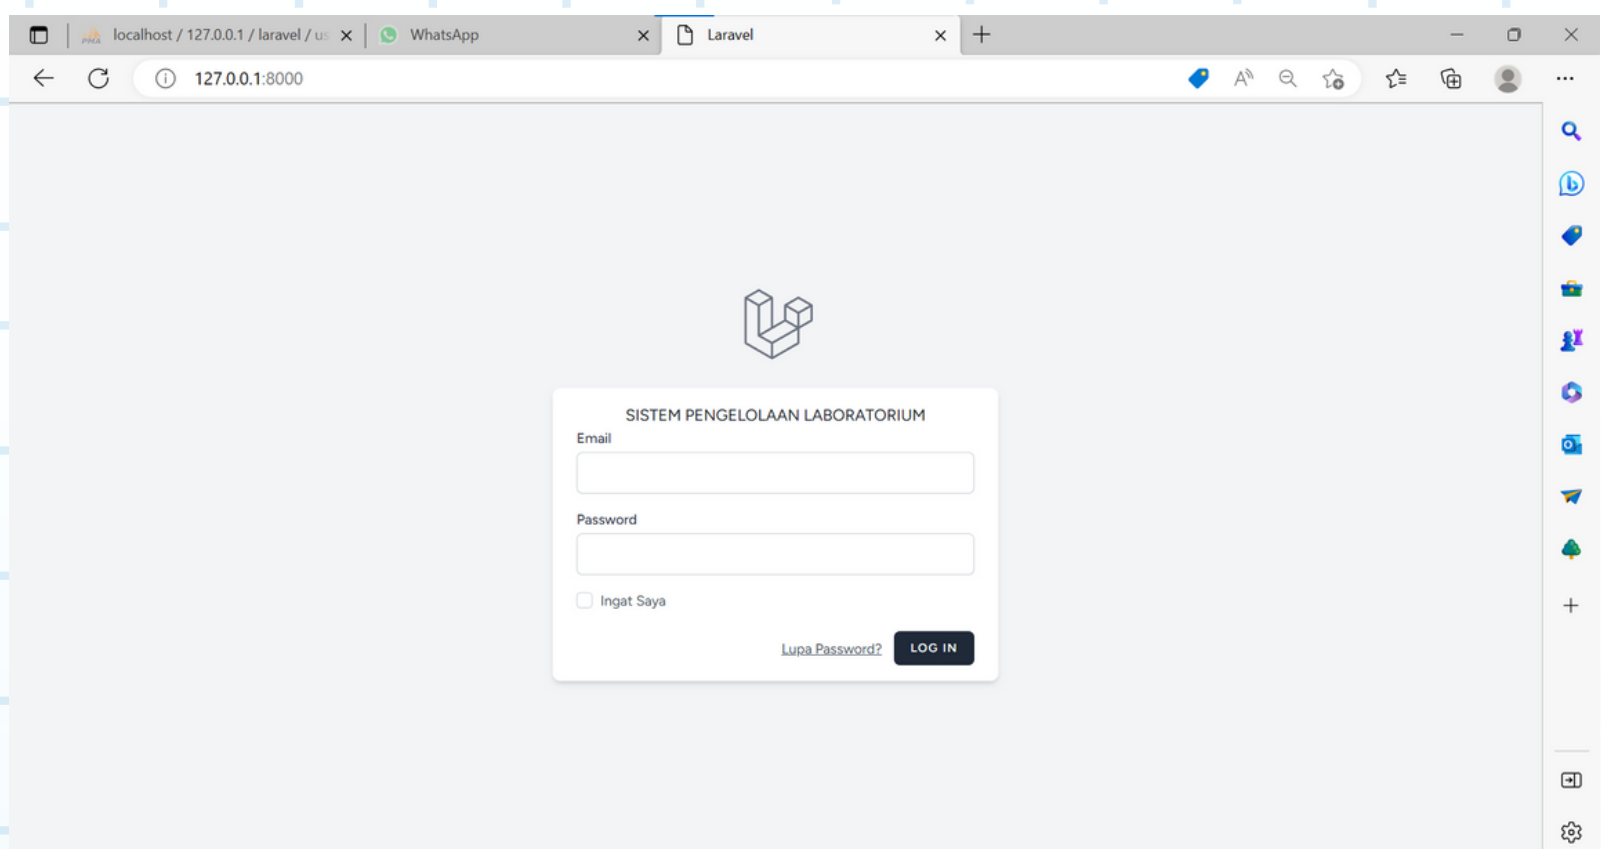 localhost / 127.0.0.1 / laravel / us
WhatsApp
Laravel
127.0.0.1:8000
SISTEM PENGELOLAAN LABORATORIUM
Email
Password
Ingat Saya
Lupa Password?
LOG IN